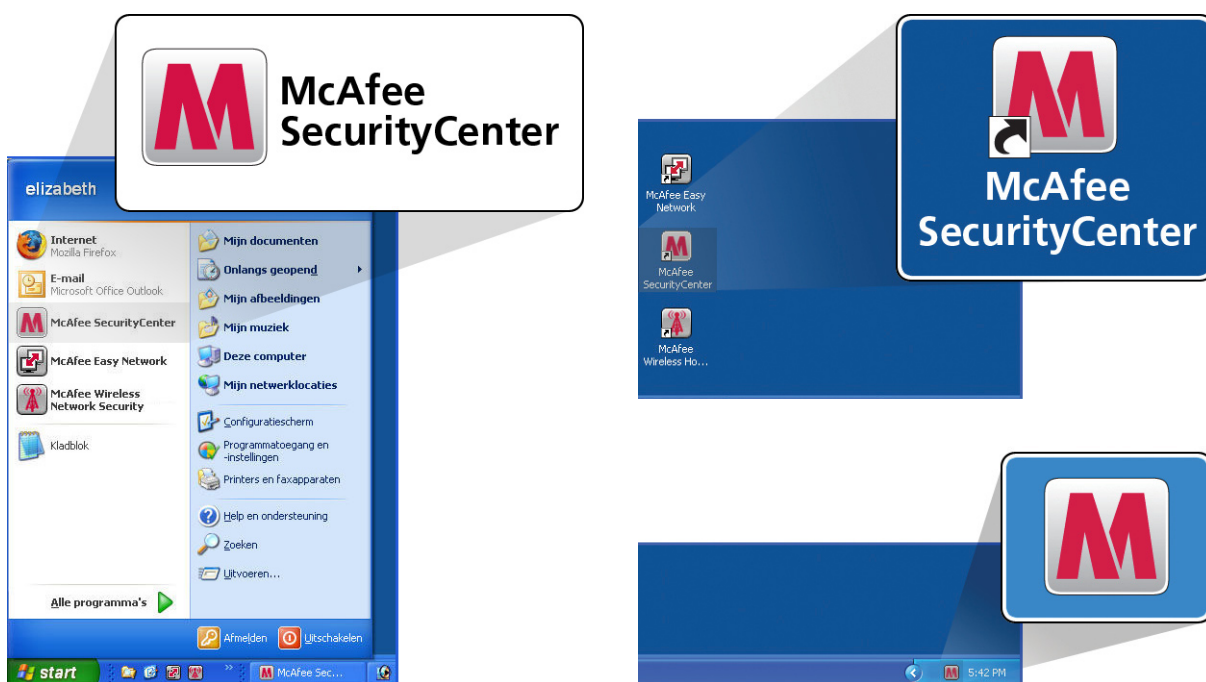 McAfee
SecurityCenter
elizabeth
Internet
Mozilla Firefox
E-mail
Microsoft Office Outlook
McAfee SecurityCenter
McAfee Easy Network
McAfee Wireless
Network Security
Kladblok
Alle programma's
Mijn documenten
Onlangs geopend
Mijn afbeeldingen
Mijn muziek
Deze computer
Mijn netwerklocaties
Configuratiescherm
Programmatoegang en
-instellingen
Printers en faxapparaten
Help en ondersteuning
Zoeken
Uitvoeren...
Afmelden
Uitschakelen
start
McAfee Sec...
McAfee
SecurityCenter
McAfee Easy
Network
McAfee
SecurityCenter
McAfee
Wireless Ho...
5:42 PM